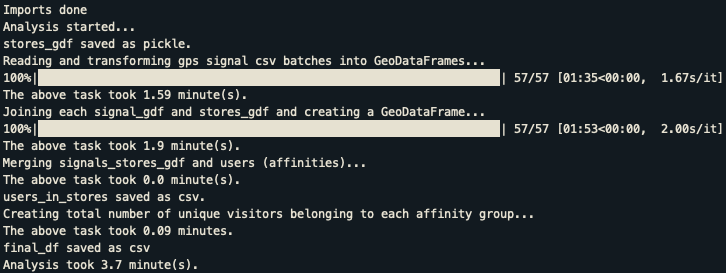 Imports done
Analysis started...
stores_gdf saved as pickle.
Reading and transforming gps signal csv batches into GeoDataFrames...
100%| | 57/57 [01:35<00:00, 1.67s/it]
The above task took 1.59 minute(s).
Joining each signal_gdf and stores_gdf and creating a GeoDataFrame...
100%| | 57/57 [01:53<00:00, 2.00s/it]
The above task took 1.9 minute(s).
Merging signals_stores_gdf and users (affinities)...
The above task took 0.0 minute(s).
users_in_stores saved as csv.
Creating total number of unique visitors belonging to each affinity group...
The above task took 0.09 minutes.
final_df saved as csv
Analysis took 3.7 minute(s).